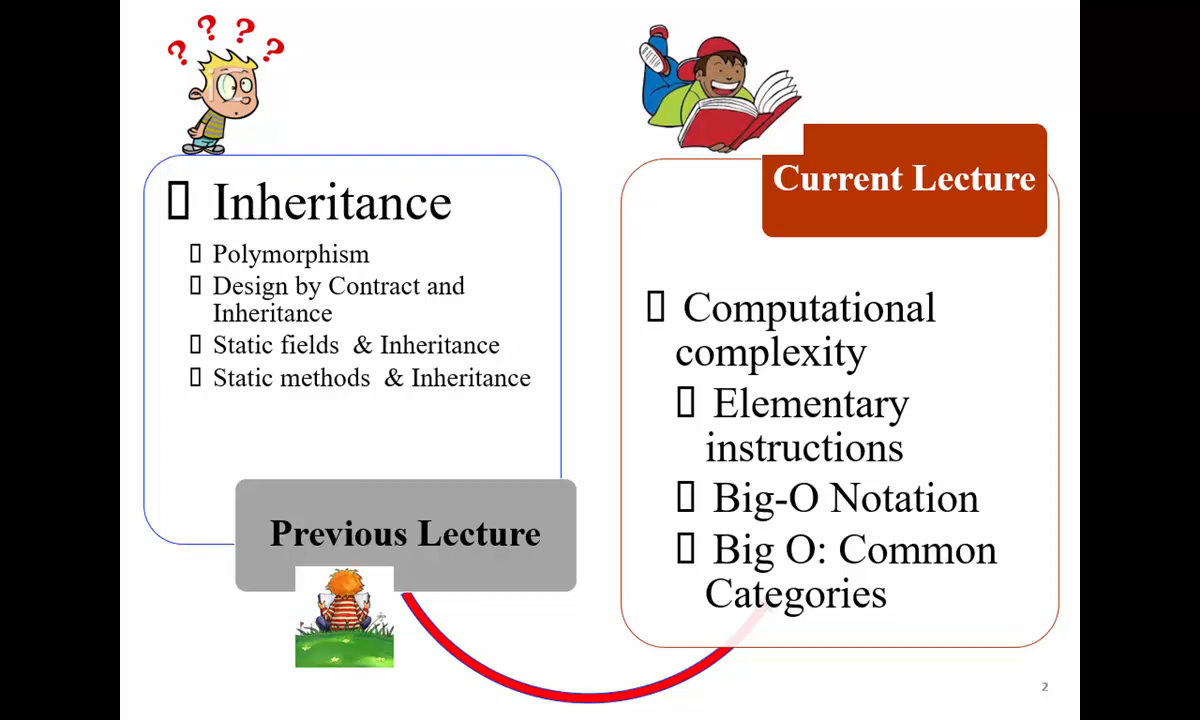 ? ? ? ?
Inheritance
Polymorphism
Design by Contract and
Inheritance
Static fields & Inheritance
Static methods & Inheritance
Previous Lecture
Current Lecture
Computational
complexity
Elementary
instructions
Big-O Notation
Big O: Common
Categories
2